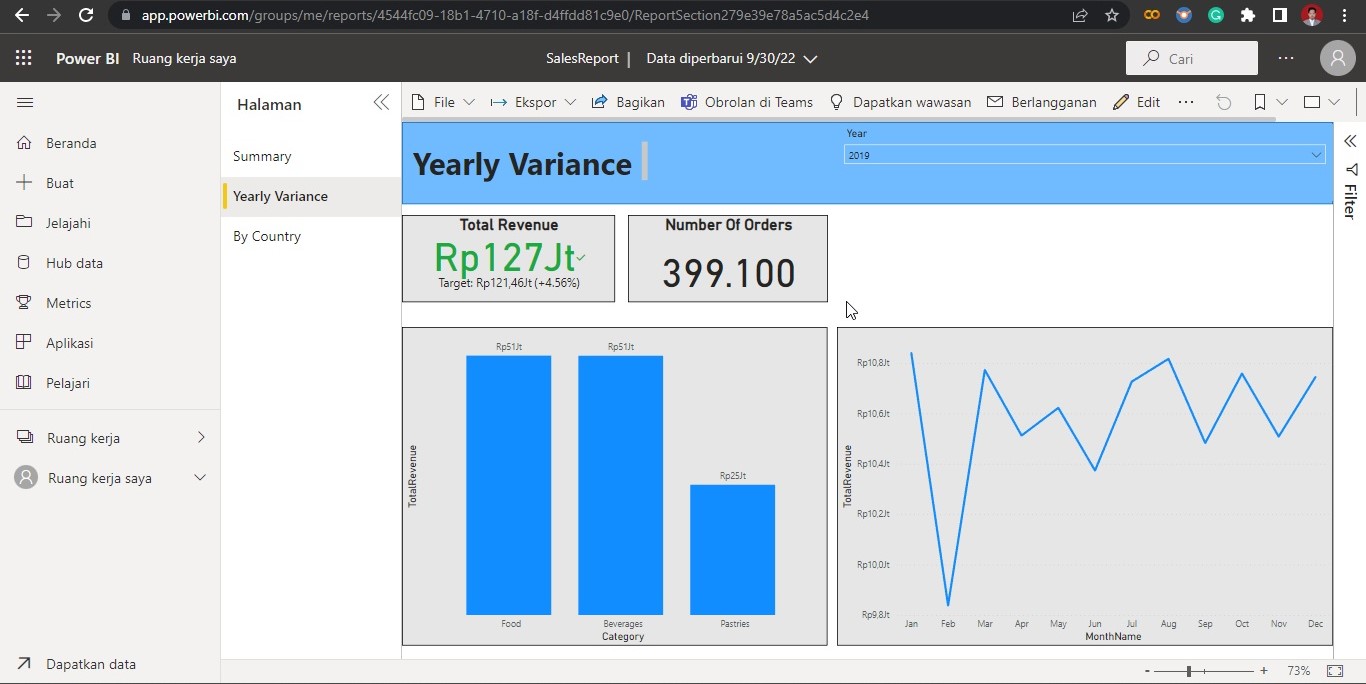 app.powerbi.com/groups/me/reports/4544fc09-18b1-4710-a18f-d4ffdd81c9e0/ReportSection279e39e78a5ac5d4c2e4
Power BI Ruang kerja saya
SalesReport | Data diperbarui 9/30/22
Cari
Beranda
Buat
Jelajahi
Hub data
Metrics
Aplikasi
Pelajari
Ruang kerja
Ruang kerja saya
Dapatkan data
Halaman
Summary
Yearly Variance
By Country
File Ekspor Bagikan Obrolan di Teams Dapatkan wawasan Berlangganan Edit
Yearly Variance
Year
2019
Filter
Total Revenue
Rp127Jt
Target: Rp121,46Jt (+4.56%)
Number Of Orders
399.100
TotalRevenue
Rp51Jt Rp51Jt Rp25Jt
Food Beverages Pastries
Category
TotalRevenue
Rp10,8Jt
Rp10,6Jt
Rp10,4Jt
Rp10,2Jt
Rp10,0Jt
Rp9,8Jt
Jan Feb Mar Apr May Jun Jul Aug Sep Oct Nov Dec
MonthName
- + 73%